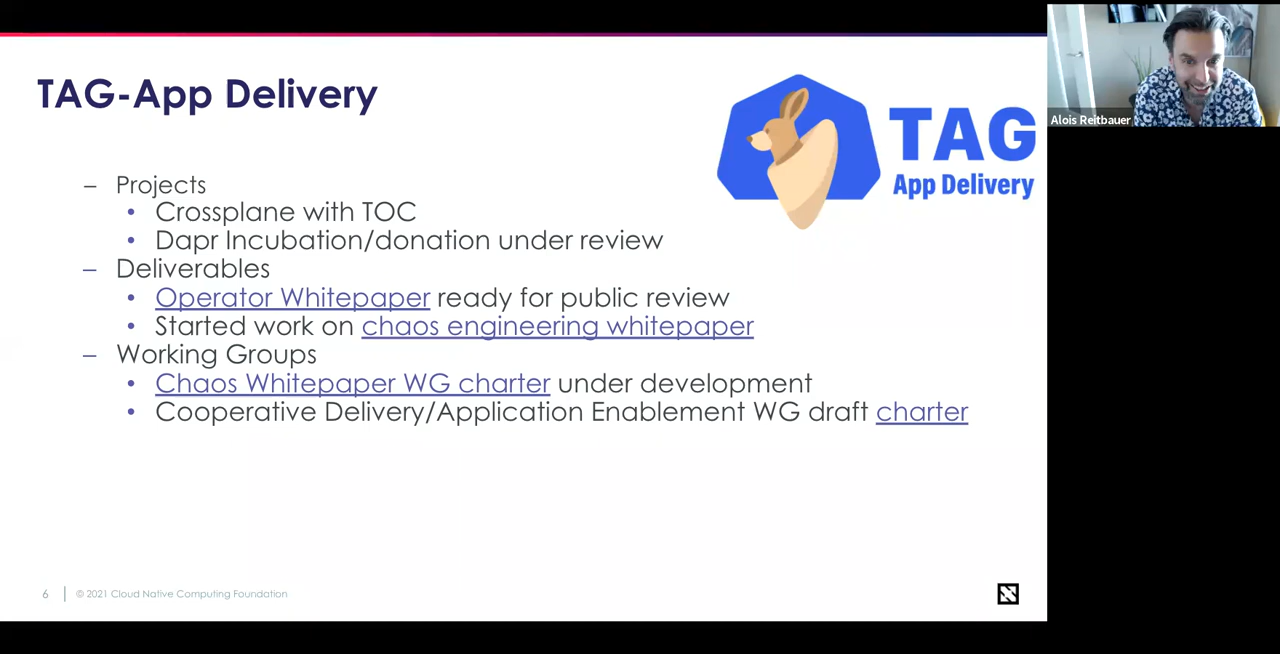 TAG-App Delivery
TAG
App Delivery
Alois Reitbauer
– Projects
• Crossplane with TOC
• Dapr Incubation/donation under review
– Deliverables
• Operator Whitepaper ready for public review
• Started work on chaos engineering whitepaper
– Working Groups
• Chaos Whitepaper WG charter under development
• Cooperative Delivery/Application Enablement WG draft charter
6
© 2021 Cloud Native Computing Foundation